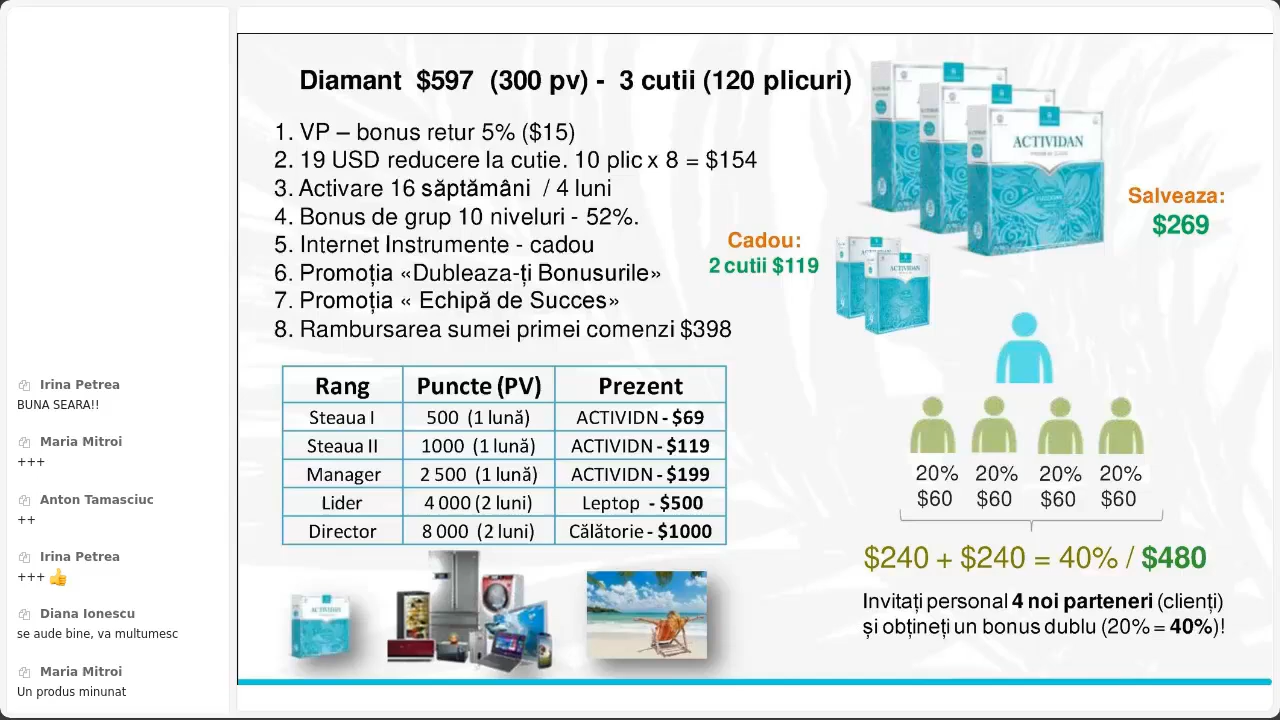 Irina Petrea
BUNA SEARA!!
Maria Mitroi
+++
Anton Tamasciuc
++
Irina Petrea
+++ 👍
Diana Ionescu
se aude bine, va multumesc
Maria Mitroi
Un produs minunat
Diamant $597 (300 pv) - 3 cutii (120 plicuri)
1. VP – bonus retur 5% ($15)
2. 19 USD reducere la cutie. 10 plic x 8 = $154
3. Activare 16 săptămâni / 4 luni
4. Bonus de grup 10 niveluri - 52%.
5. Internet Instrumente - cadou
6. Promoția «Dubleaza-ți Bonusurile»
7. Promoția « Echipă de Succes»
8. Rambursarea sumei primei comenzi $398
Cadou:
2 cutii $119
ACTIVIDAN
ACTIVIDAN
Salveaza:
$269
Rang Puncte (PV) Prezent
Steaua I 500 (1 lună) ACTIVIDN - $69
Steaua II 1000 (1 lună) ACTIVIDN - $119
Manager 2 500 (1 lună) ACTIVIDN - $199
Lider 4 000 (2 luni) Leptop - $500
Director 8 000 (2 luni) Călătorie - $1000
ACTIVIDAN
20% 20% 20% 20%
$60 $60 $60 $60
$240 + $240 = 40% / $480
Invitați personal 4 noi parteneri (clienți)
și obțineți un bonus dublu (20% = 40%)!